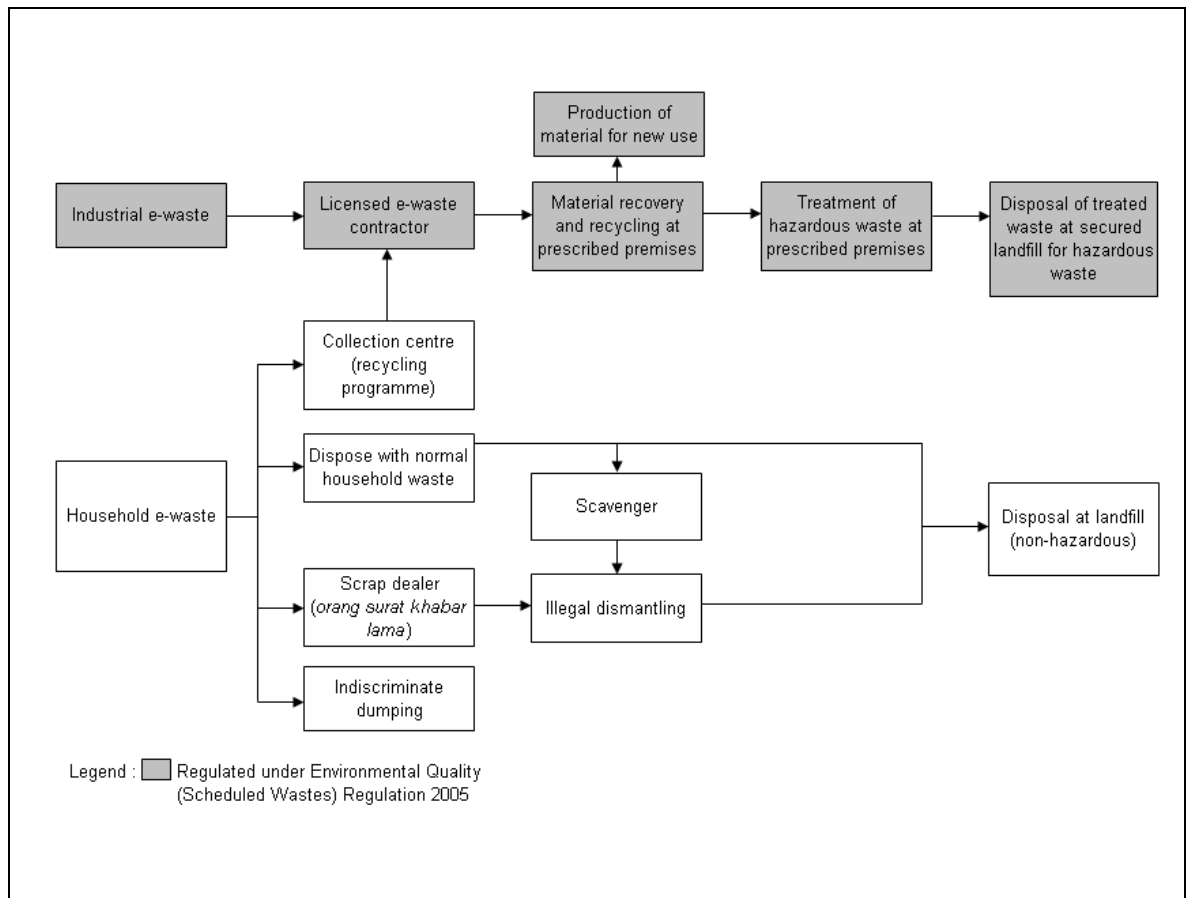 Production of
material for new use
Industrial e-waste
Licensed e-waste
contractor
Material recovery
and recycling at
prescribed premises
Treatment of
hazardous waste at
prescribed premises
Disposal of treated
waste at secured
landfill for hazardous
waste
Collection centre
(recycling
programme)
Household e-waste
Dispose with normal
household waste
Scavenger
Disposal at landfill
(non-hazardous)
Scrap dealer
(orang surat khabar
lama)
Illegal dismantling
Indiscriminate
dumping
Legend : Regulated under Environmental Quality
(Scheduled Wastes) Regulation 2005